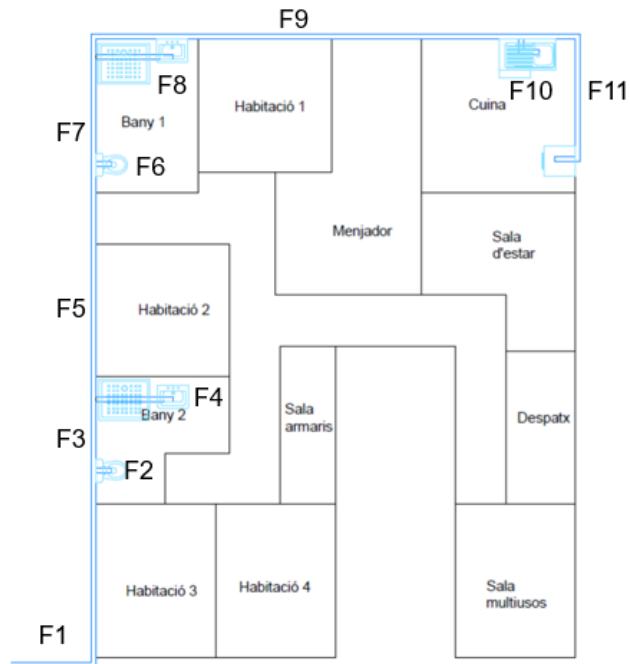 F9
F8
F10
F11
Habitació 1
Cuina
Bany 1
F7
F6
Menjador
Sala
d'estar
F5
Habitació 2
F4
Bany 2
Sala
armaris
Despatx
F3
F2
Habitació 3
Habitació 4
Sala
multiusos
F1